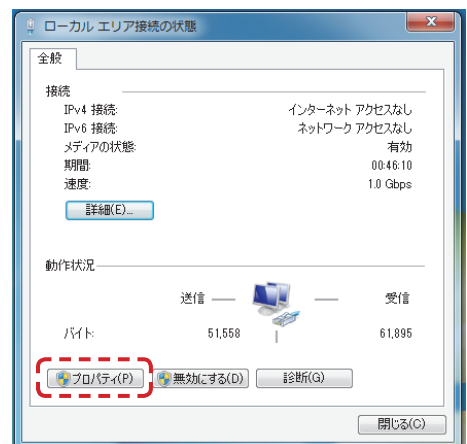 ローカル エリア接続の状態
全般
接続
IPv4 接続: インターネット アクセスなし
IPv6 接続: ネットワーク アクセスなし
メディアの状態: 有効
期間: 00:46:10
速度: 1.0 Gbps
詳細(E)...
動作状況
送信 — — 受信
バイト: 51,558 61,895
プロパティ(P) 無効にする(D) 診断(G)
閉じる(C)